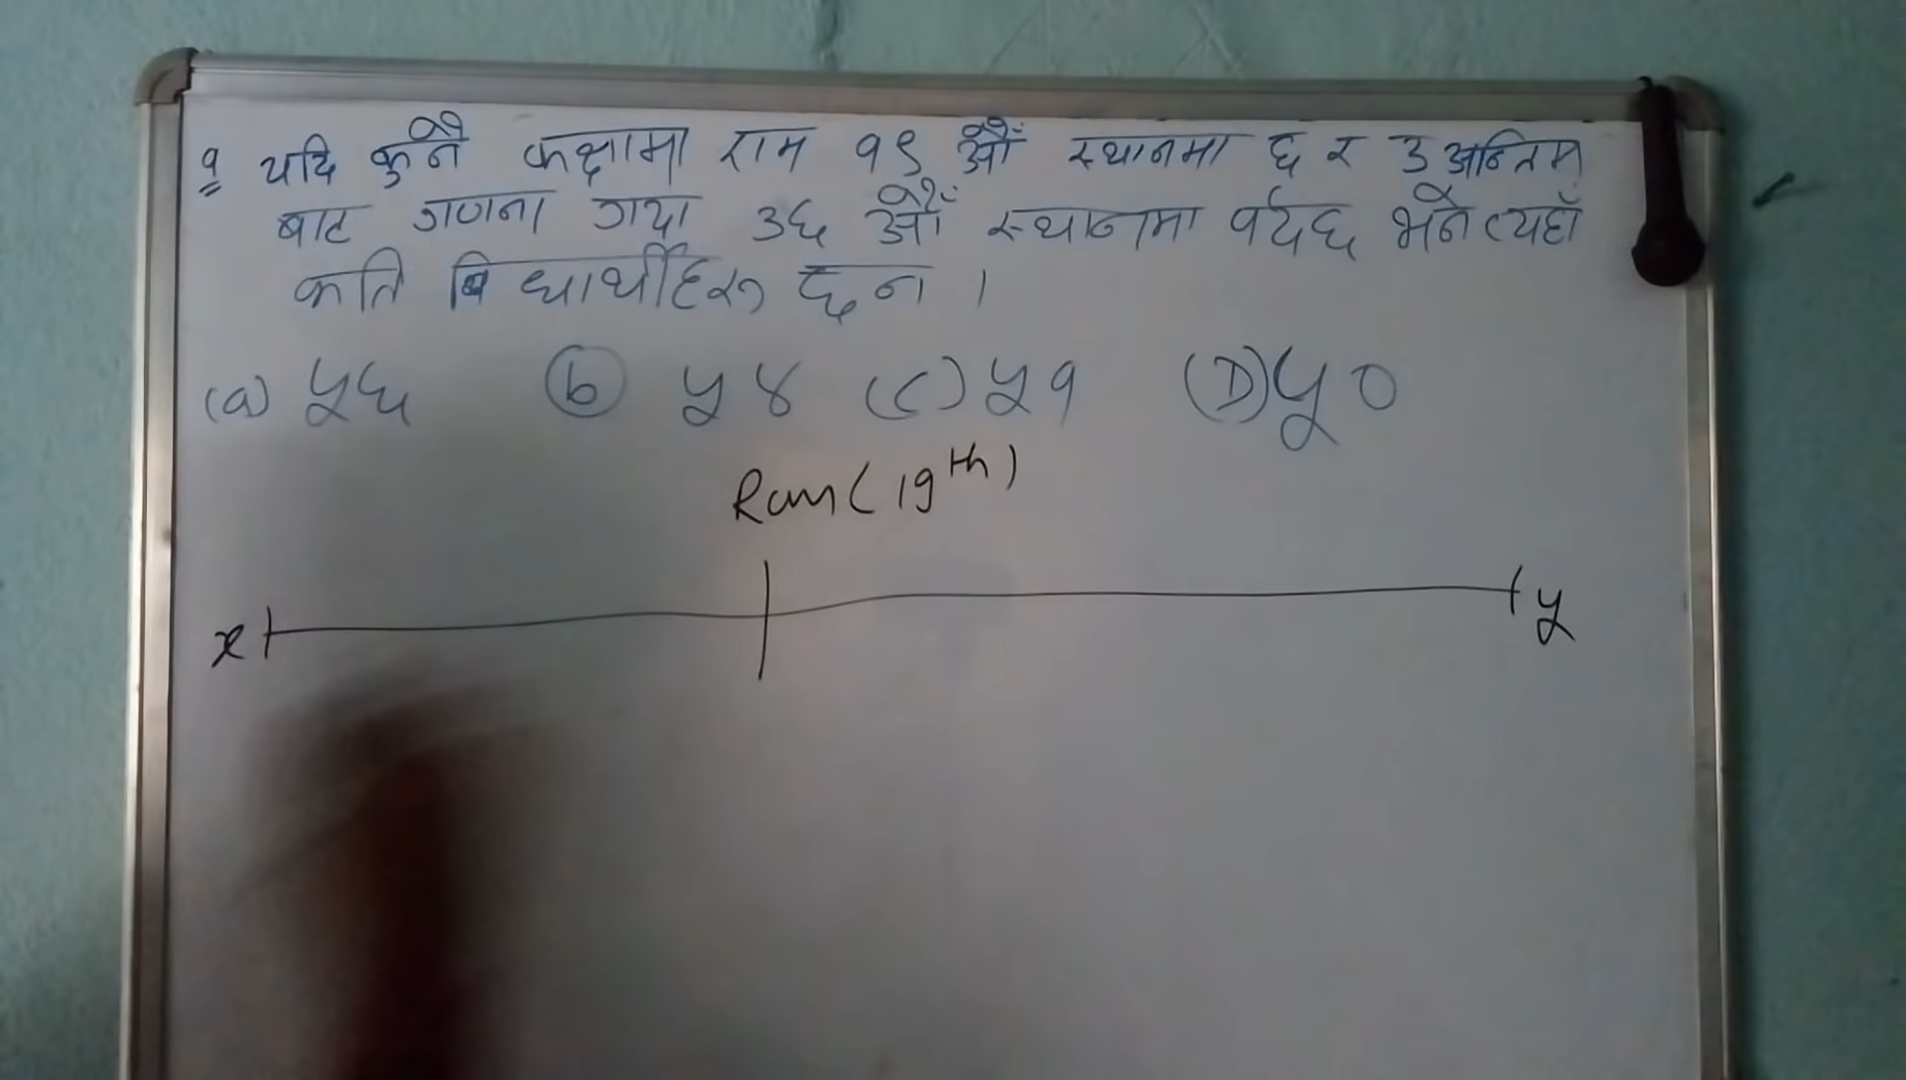 १ यदि कुनै कक्षामा राम १९ औं स्थानमा छ र उ अन्तिम
बाट गणना गर्दा ३६ औं स्थानमा पर्दछ भने त्यहाँ
कति विद्यार्थीहरू छन ।
(a) ५६ (b) ५४ (C) ५१ (D) ५०
Ram (19th)
x y